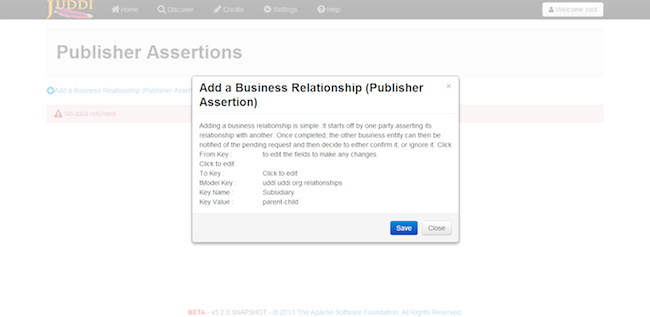 JUDDI
Home
Discover
Create
Settings
Help
Welcome root
Publisher Assertions
Add a Business Relationship (Publisher Assert
No data returned
Add a Business Relationship (Publisher
Assertion)
×
Adding a business relationship is simple. It starts off by one party asserting its
relationship with another. Once completed, the other business entity can then be
notified of the pending request and then decide to either confirm it, or ignore it. Click
From Key : to edit the fields to make any changes.
Click to edit
To Key : Click to edit
tModel Key : uddi:uddi.org:relationships
Key Name : Subsidiary
Key Value : parent-child
Save
Close
BETA - v3.2.0.SNAPSHOT - © 2013 The Apache Software Foundation. All Rights Reserved.